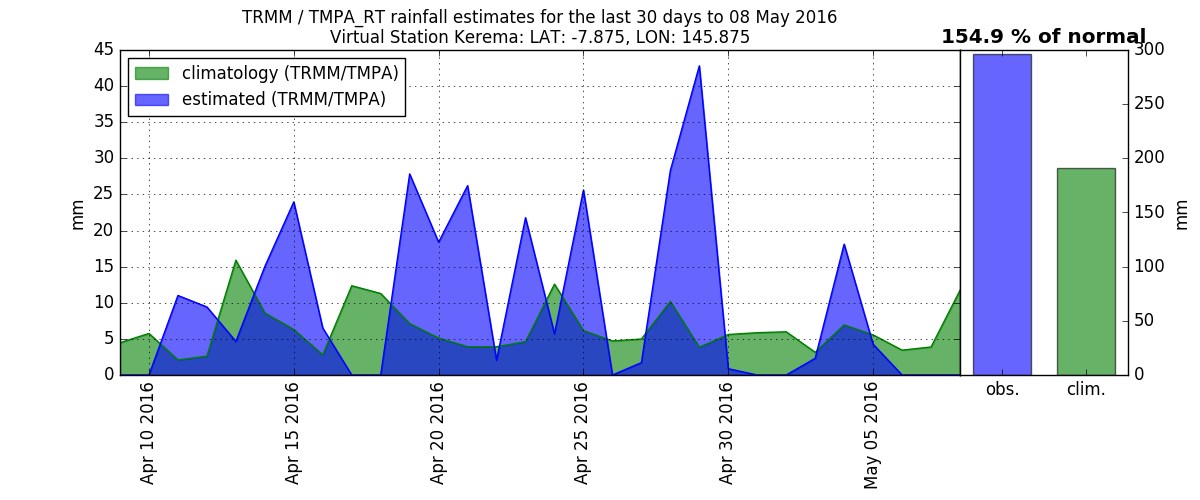 TRMM / TMPA_RT rainfall estimates for the last 30 days to 08 May 2016
Virtual Station Kerema: LAT: -7.875, LON: 145.875
154.9 % of normal
climatology (TRMM/TMPA)
estimated (TRMM/TMPA)
45
40
35
30
25
20
15
10
5
0
mm
Apr 10 2016
Apr 15 2016
Apr 20 2016
Apr 25 2016
Apr 30 2016
May 05 2016
300
250
200
150
100
50
0
mm
obs.
clim.